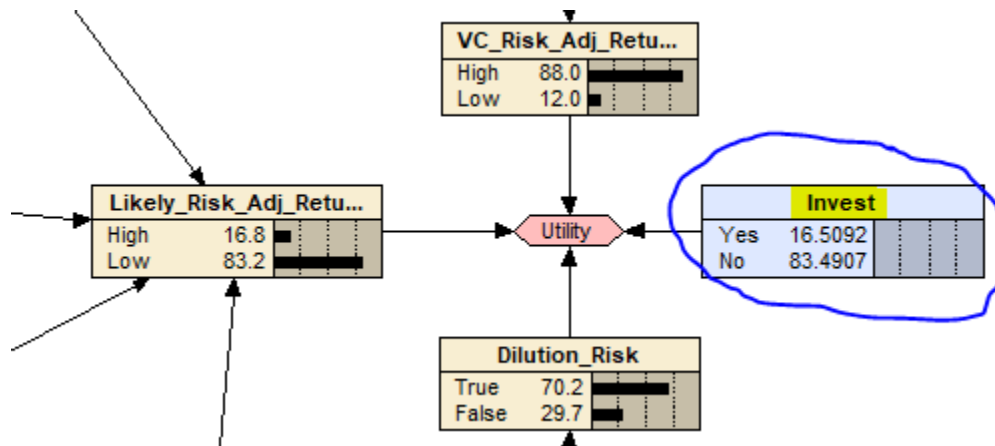 VC_Risk_Adj_Retu...
High 88.0
Low 12.0
Likely_Risk_Adj_Retu...
High 16.8
Low 83.2
Utility
Invest
Yes 16.5092
No 83.4907
Dilution_Risk
True 70.2
False 29.7